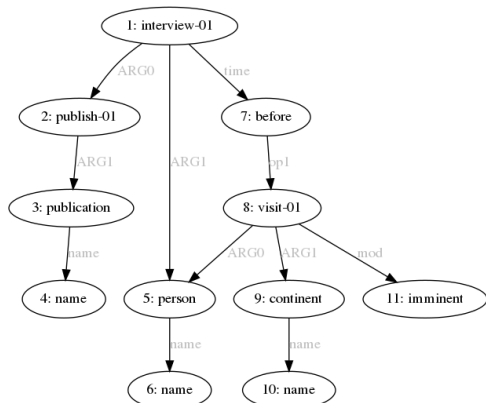 1: interview-01
ARG0
time
2: publish-01
7: before
ARG1
ARG1
op1
3: publication
8: visit-01
name
ARG0
ARG1
mod
4: name
5: person
9: continent
11: imminent
name
name
6: name
10: name